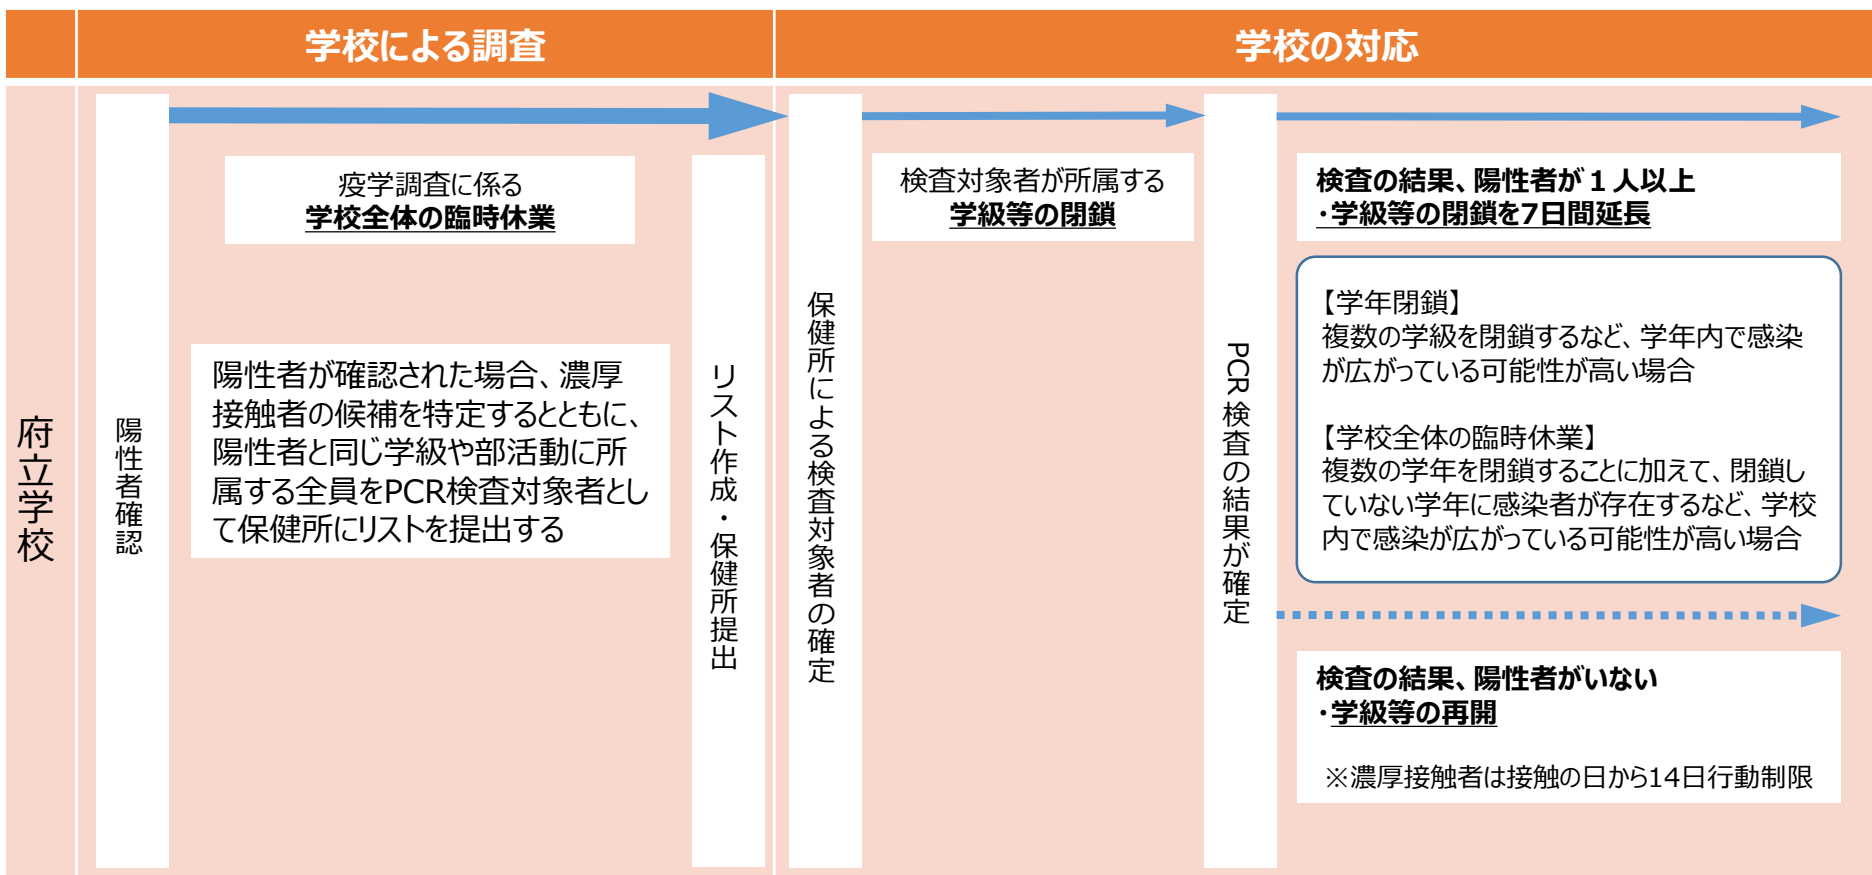 学校による調査
学校の対応
府立学校
陽性者確認
疫学調査に係る
学校全体の臨時休業
陽性者が確認された場合、濃厚
接触者の候補を特定するとともに、
陽性者と同じ学級や部活動に所
属する全員をPCR検査対象者とし
て保健所にリストを提出する
リスト作成・保健所提出
保健所による検査対象者の確定
検査対象者が所属する
学級等の閉鎖
PCR検査の結果が確定
検査の結果、陽性者が1人以上
・学級等の閉鎖を7日間延長
【学年閉鎖】
複数の学級を閉鎖するなど、学年内で感染
が広がっている可能性が高い場合
【学校全体の臨時休業】
複数の学年を閉鎖することに加えて、閉鎖し
ていない学年に感染者が存在するなど、学校
内で感染が広がっている可能性が高い場合
検査の結果、陽性者がいない
・学級等の再開
※濃厚接触者は接触の日から14日行動制限